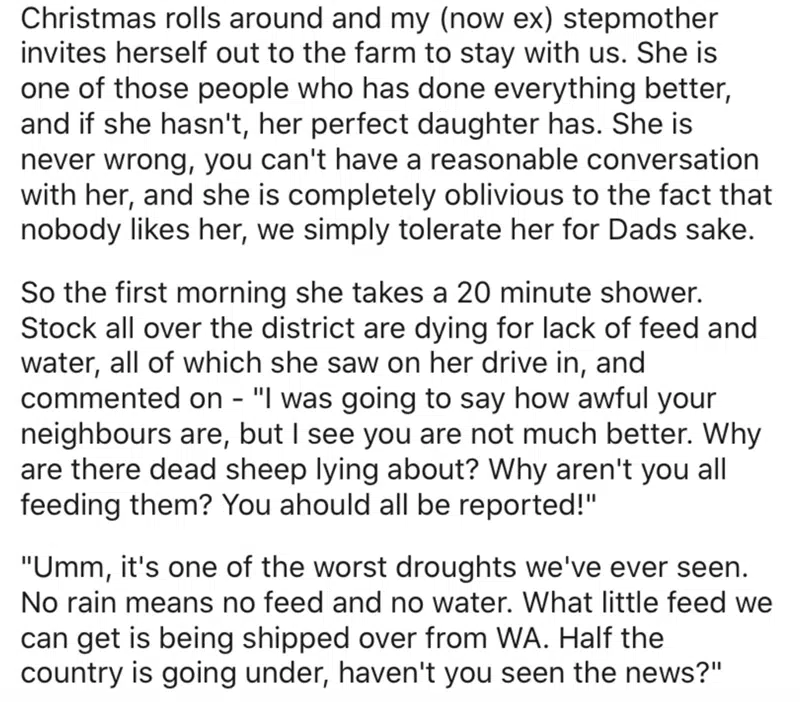 Christmas rolls around and my (now ex) stepmother
invites herself out to the farm to stay with us. She is
one of those people who has done everything better,
and if she hasn't, her perfect daughter has. She is
never wrong, you can't have a reasonable conversation
with her, and she is completely oblivious to the fact that
nobody likes her, we simply tolerate her for Dads sake.
So the first morning she takes a 20 minute shower.
Stock all over the district are dying for lack of feed and
water, all of which she saw on her drive in, and
commented on - "I was going to say how awful your
neighbours are, but I see you are not much better. Why
are there dead sheep lying about? Why aren't you all
feeding them? You ahould all be reported!"
"Umm, it's one of the worst droughts we've ever seen.
No rain means no feed and no water. What little feed we
can get is being shipped over from WA. Half the
country is going under, haven't you seen the news?"